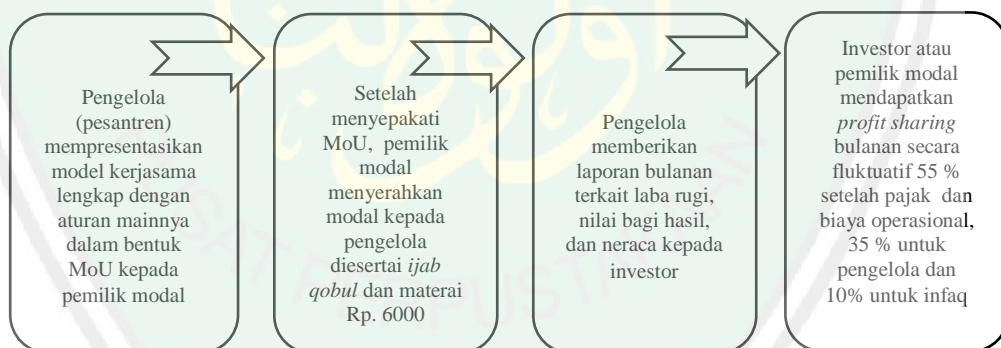 Pengelola
(pesantren)
mempresentasikan
model kerjasama
lengkap dengan
aturan mainnya
dalam bentuk
MoU kepada
pemilik modal
Setelah
menyepakati
MoU, pemilik
modal
menyerahkan
modal kepada
pengelola
diesertai ijab
qobul dan materai
Rp. 6000
Pengelola
memberikan
laporan bulanan
terkait laba rugi,
nilai bagi hasil,
dan neraca kepada
investor
Investor atau
pemilik modal
mendapatkan
profit sharing
bulanan secara
fluktuatif 55 %
setelah pajak dan
biaya operasional,
35 % untuk
pengelola dan
10% untuk infaq